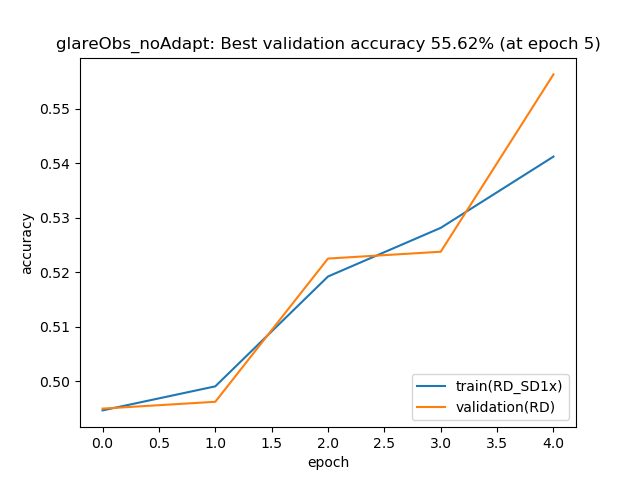 glareObs_noAdapt: Best validation accuracy 55.62% (at epoch 5)
0.55
0.54
0.53
0.52
0.51
0.50
accuracy
0.0 0.5 1.0 1.5 2.0 2.5 3.0 3.5 4.0
epoch
train(RD_SD1x)
validation(RD)